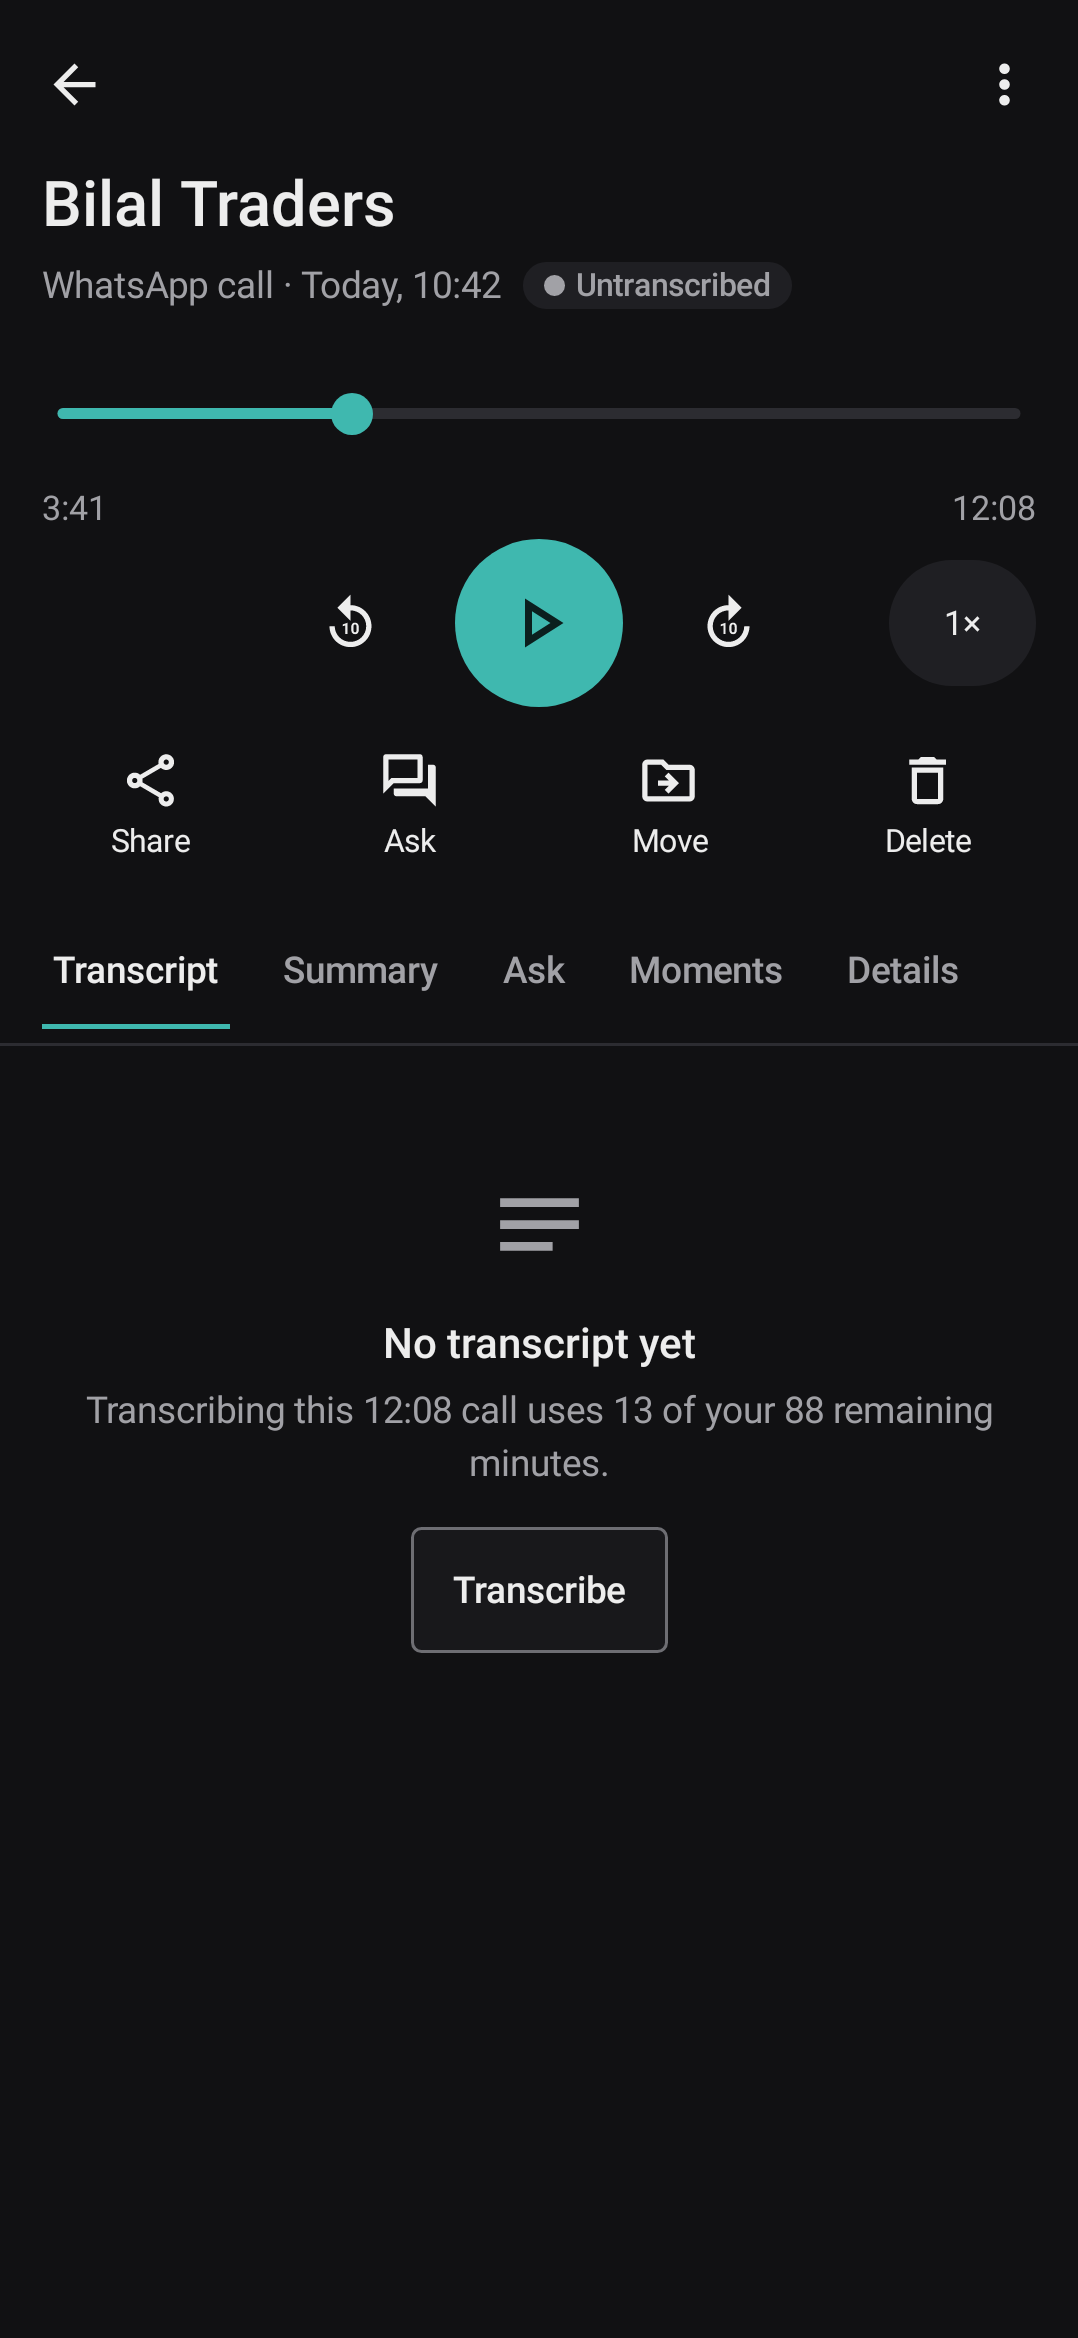 Bilal Traders
WhatsApp call · Today, 10:42
Untranscribed
3:41
12:08
10
10
1×
Share
Ask
Move
Delete
Transcript
Summary
Ask
Moments
Details
No transcript yet
Transcribing this 12:08 call uses 13 of your 88 remaining
minutes.
Transcribe